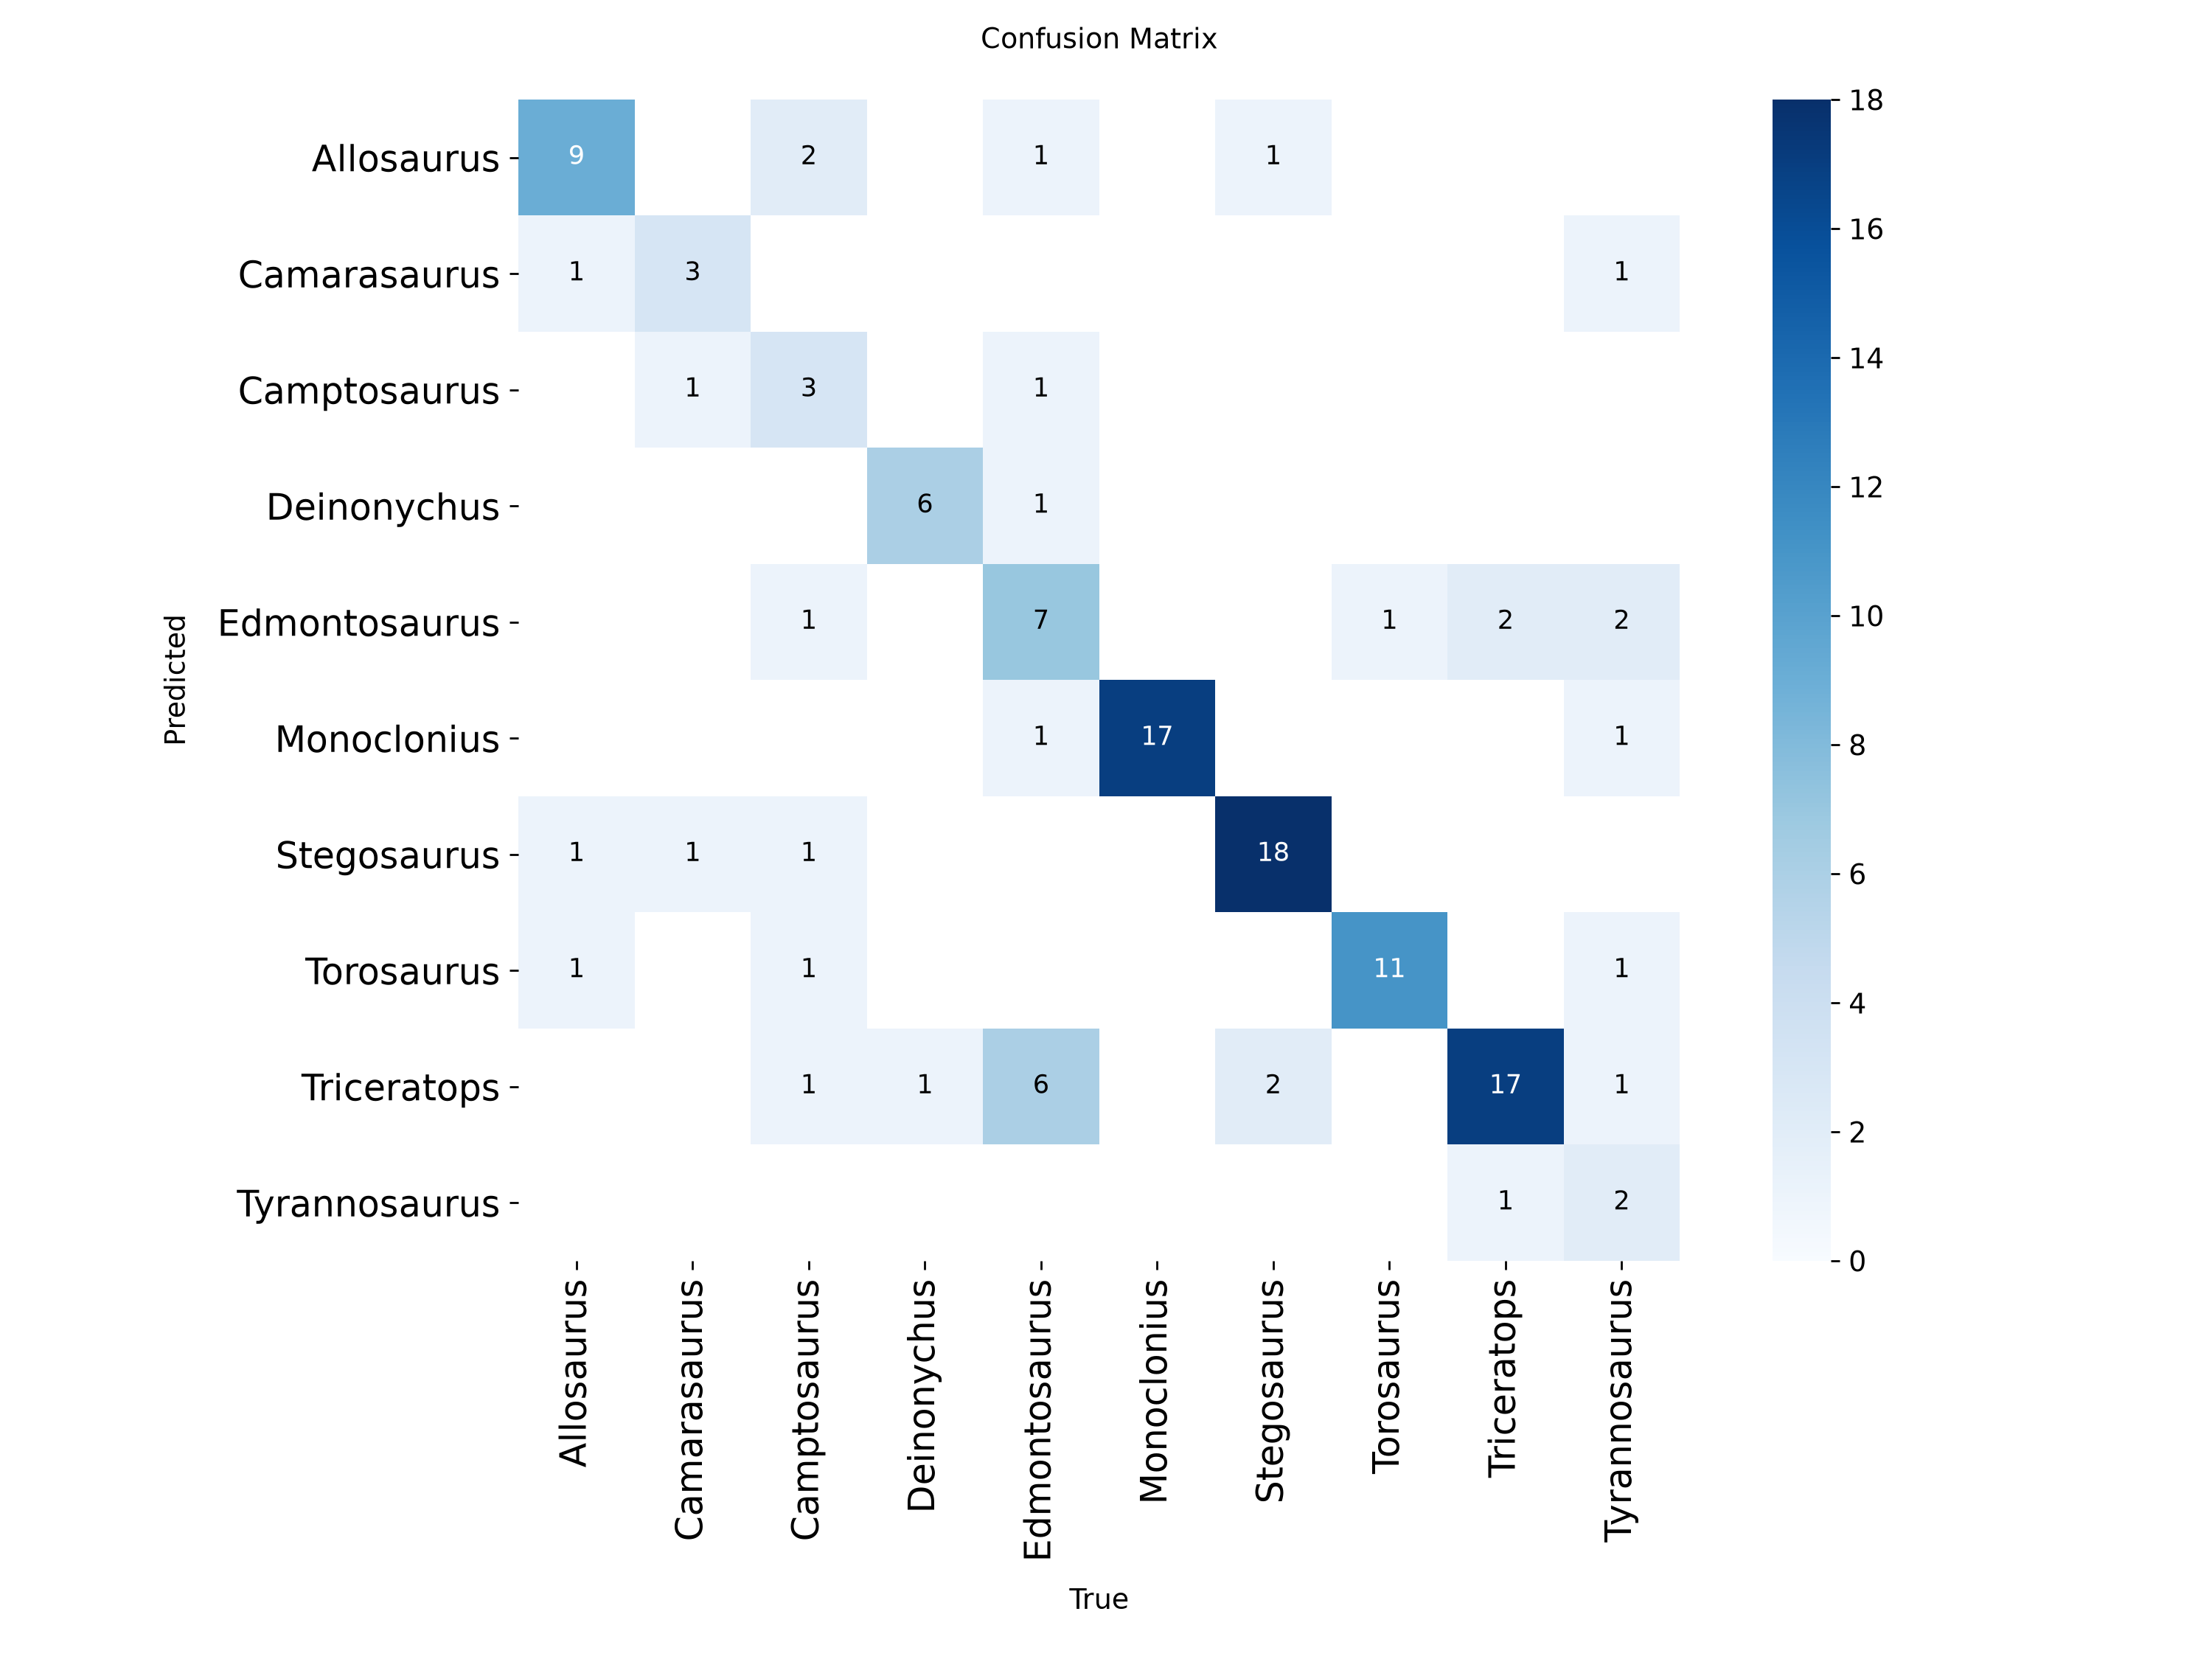 Confusion Matrix
Allosaurus 9 2 1 1
Camarasaurus 1 3 1
Camptosaurus 1 3 1
Deinonychus 6 1
Edmontosaurus 1 7 1 2 2
Monoclonius 1 17 1
Stegosaurus 1 1 1 18
Torosaurus 1 1 11 1
Triceratops 1 1 6 2 17 1
Tyrannosaurus 1 2
Predicted
Allosaurus
Camarasaurus
Camptosaurus
Deinonychus
Edmontosaurus
Monoclonius
Stegosaurus
Torosaurus
Triceratops
Tyrannosaurus
True
18
16
14
12
10
8
6
4
2
0